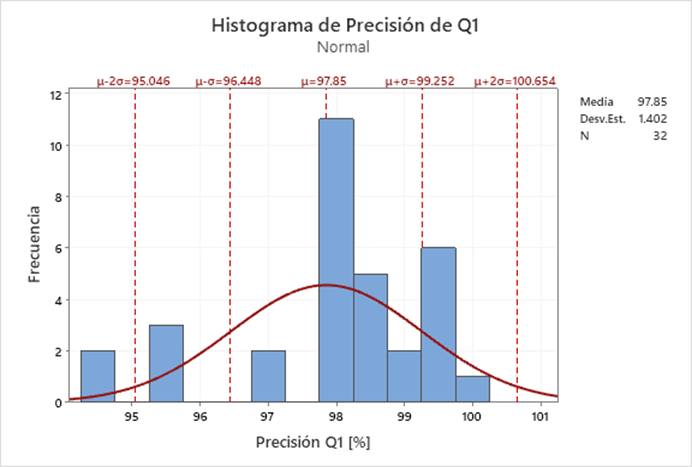 Histograma de Precisión de Q1
Normal
μ-2σ=95.046 μ-σ=96.448 μ=97.85 μ+σ=99.252 μ+2σ=100.654
Media 97.85
Desv.Est. 1.402
N 32
12
10
8
6
4
2
0
Frecuencia
95 96 97 98 99 100 101
Precisión Q1 [%]